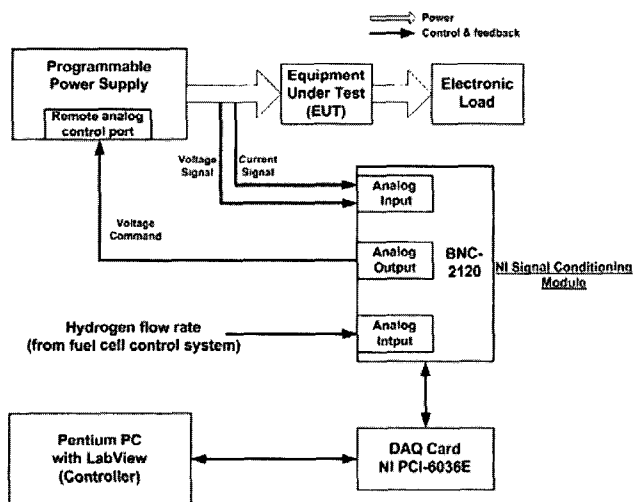 Power
Control & feedback
Programmable
Power Supply
Remote analog
control port
Equipment
Under Test
(EUT)
Electronic
Load
Voltage
Signal
Current
Signal
Analog
Input
Voltage
Command
Analog
Output
BNC-
2120
NI Signal Conditioning
Module
Hydrogen flow rate
(from fuel cell control system)
Analog
Intput
Pentium PC
with LabView
(Controller)
DAQ Card
NI PCI-6036E